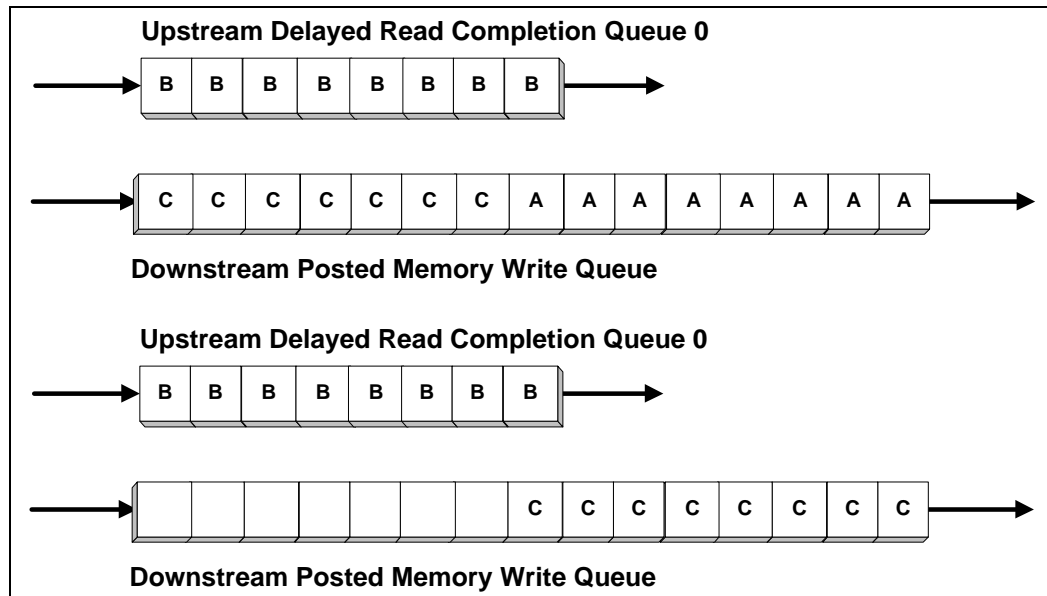 Upstream Delayed Read Completion Queue 0
B B B B B B B B
C C C C C C C A A A A A A A A
Downstream Posted Memory Write Queue
Upstream Delayed Read Completion Queue 0
B B B B B B B B
C C C C C C C C
Downstream Posted Memory Write Queue